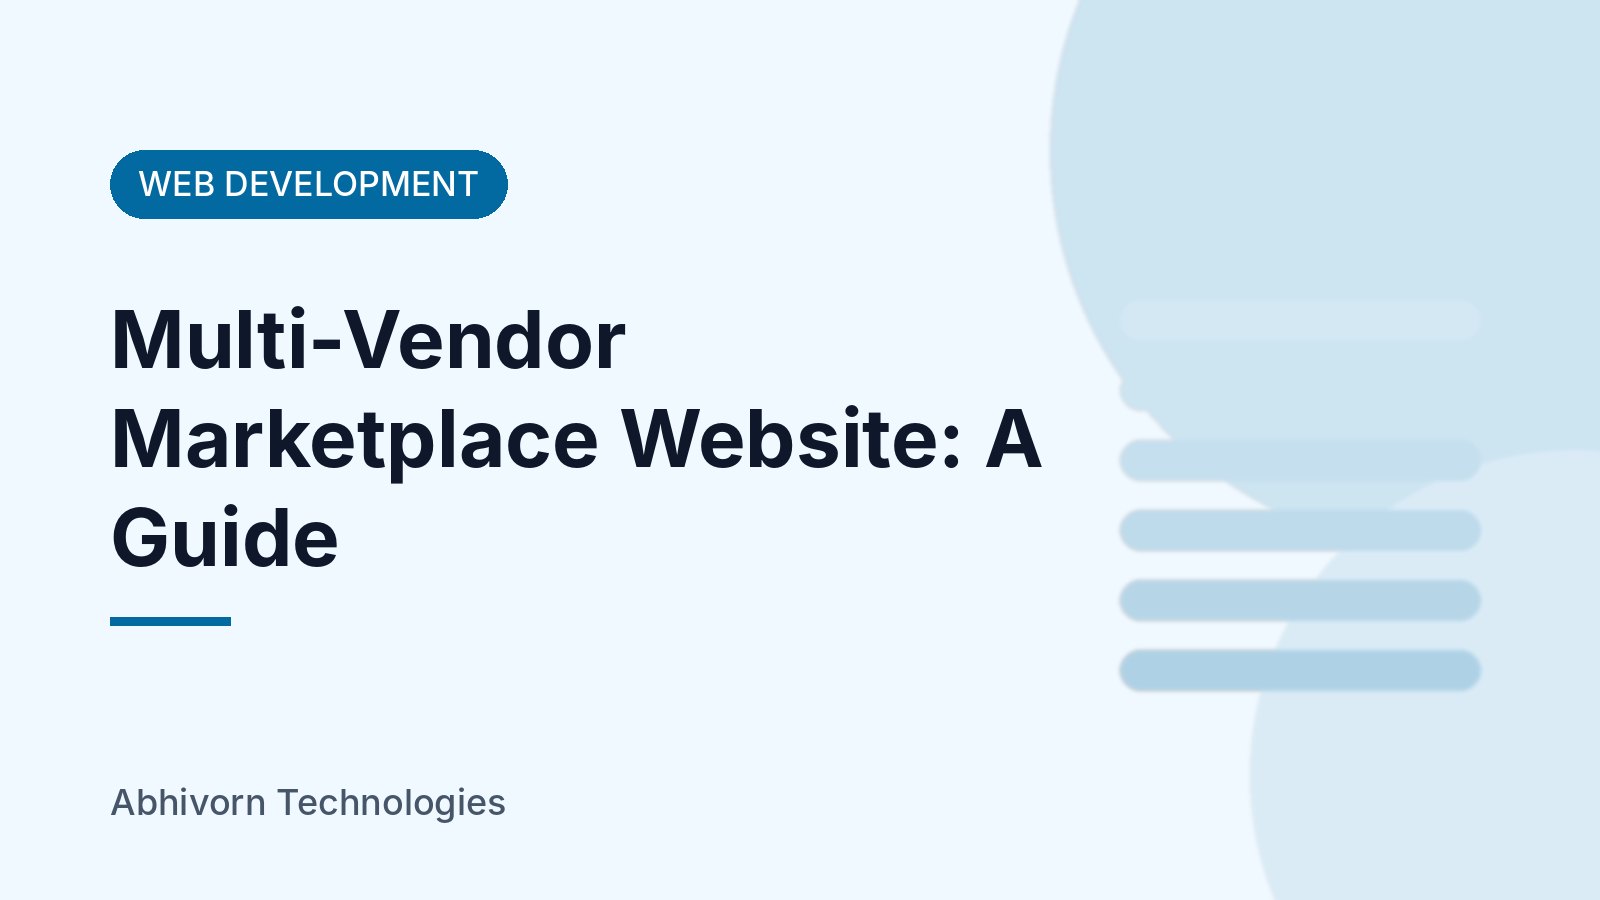 WEB DEVELOPMENT
Multi-Vendor
Marketplace Website: A
Guide
Abhivorn Technologies